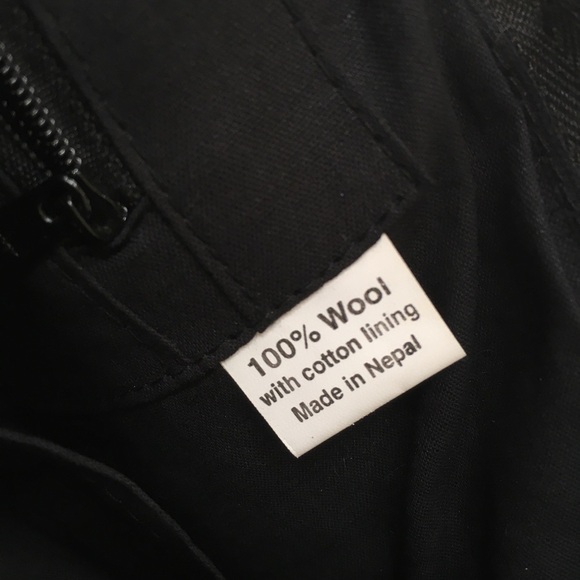 100% Wool
with cotton lining
Made in Nepal